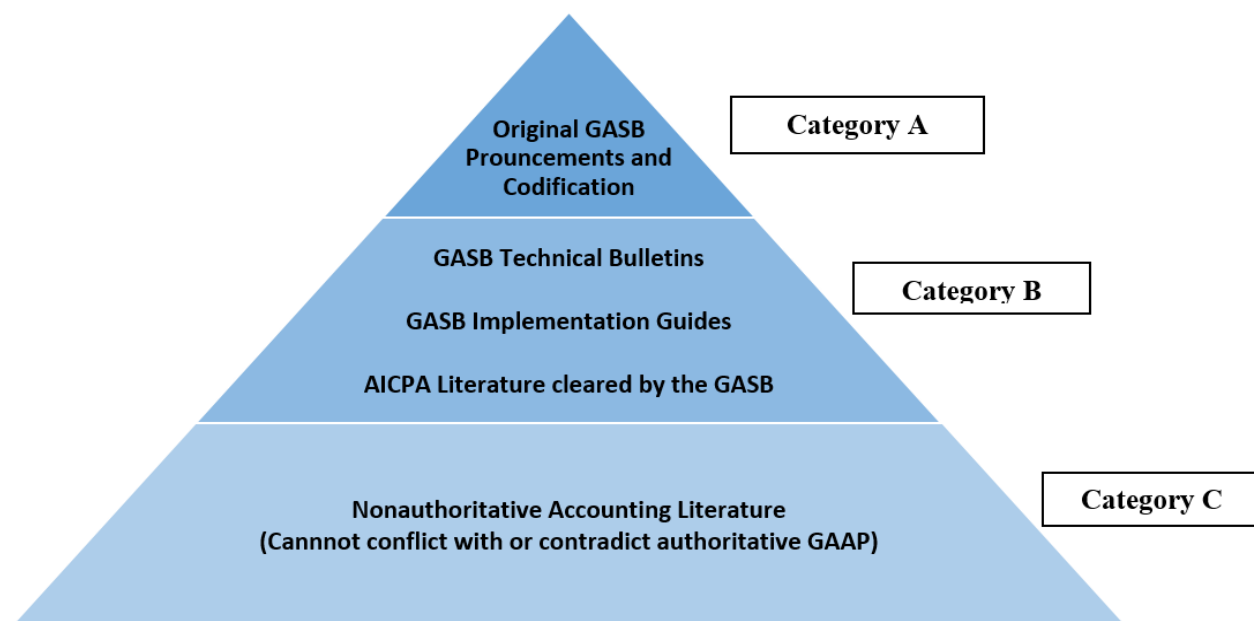 Original GASB
Prouncements and
Codification
Category A
GASB Technical Bulletins
GASB Implementation Guides
AICPA Literature cleared by the GASB
Category B
Nonauthoritative Accounting Literature
(Cannnot conflict with or contradict authoritative GAAP)
Category C